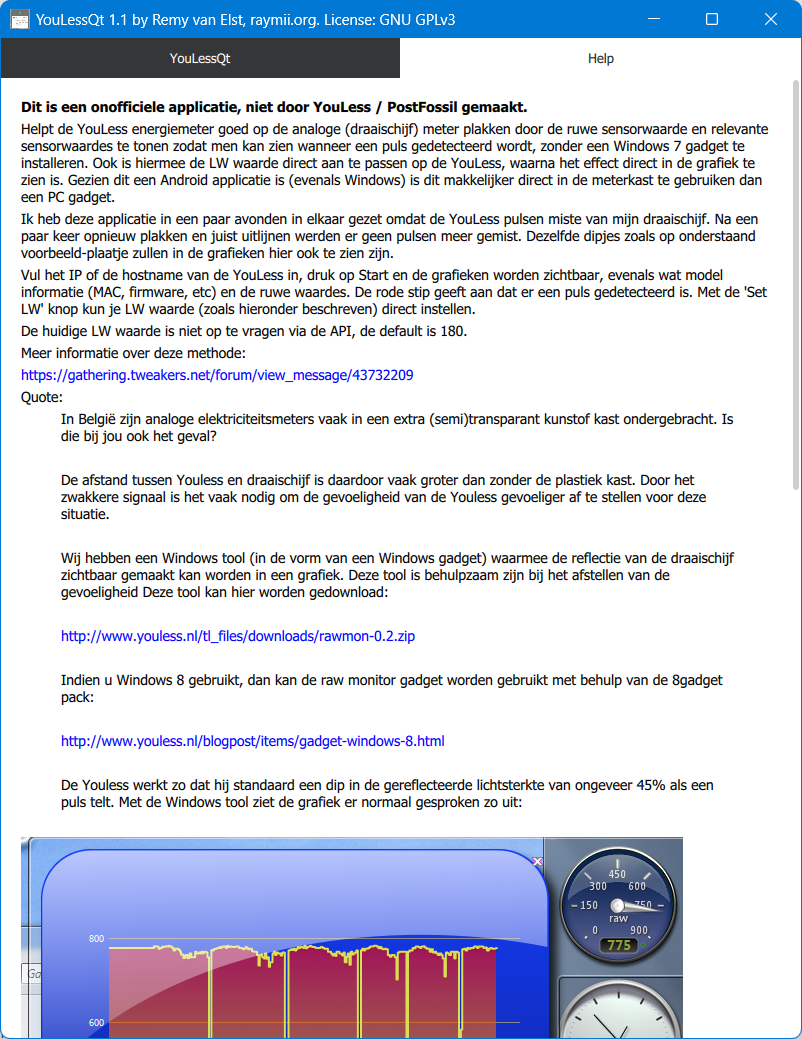 YouLessQt 1.1 by Remy van Elst, raymii.org. License: GNU GPLv3
YouLessQt
Help
Dit is een onofficiele applicatie, niet door YouLess / PostFossil gemaakt.
Helpt de YouLess energiemeter goed op de analoge (draaischijf) meter plakken door de ruwe sensorwaarde en relevante
sensorwaardes te tonen zodat men kan zien wanneer een puls gedetecteerd wordt, zonder een Windows 7 gadget te
installeren. Ook is hiermee de LW waarde direct aan te passen op de YouLess, waarna het effect direct in de grafiek te
zien is. Gezien dit een Android applicatie is (evenals Windows) is dit makkelijker direct in de meterkast te gebruiken dan
een PC gadget.
Ik heb deze applicatie in een paar avonden in elkaar gezet omdat de YouLess pulsen miste van mijn draaischijf. Na een
paar keer opnieuw plakken en juist uitlijnen werden er geen pulsen meer gemist. Dezelfde dipjes zoals op onderstaand
voorbeeld-plaatje zullen in de grafieken hier ook te zien zijn.
Vul het IP of de hostname van de YouLess in, druk op Start en de grafieken worden zichtbaar, evenals wat model
informatie (MAC, firmware, etc) en de ruwe waardes. De rode stip geeft aan dat er een puls gedetecteerd is. Met de 'Set
LW' knop kun je LW waarde (zoals hieronder beschreven) direct instellen.
De huidige LW waarde is niet op te vragen via de API, de default is 180.
Meer informatie over deze methode:
https://gathering.tweakers.net/forum/view_message/43732209
Quote:
In België zijn analoge elektriciteitsmeters vaak in een extra (semi)transparant kunstof kast ondergebracht. Is
die bij jou ook het geval?
De afstand tussen Youless en draaischijf is daardoor vaak groter dan zonder de plastiek kast. Door het
zwakkere signaal is het vaak nodig om de gevoeligheid van de Youless gevoeliger af te stellen voor deze
situatie.
Wij hebben een Windows tool (in de vorm van een Windows gadget) waarmee de reflectie van de draaischijf
zichtbaar gemaakt kan worden in een grafiek. Deze tool is behulpzaam zijn bij het afstellen van de
gevoeligheid Deze tool kan hier worden gedownload:
http://www.youless.nl/tl_files/downloads/rawmon-0.2.zip
Indien u Windows 8 gebruikt, dan kan de raw monitor gadget worden gebruikt met behulp van de 8gadget
pack:
http://www.youless.nl/blogpost/items/gadget-windows-8.html
De Youless werkt zo dat hij standaard een dip in de gereflecteerde lichtsterkte van ongeveer 45% als een
puls telt. Met de Windows tool ziet de grafiek er normaal gesproken zo uit:
450
300 600
150 750
raw
0 900
775
800
Ga
600